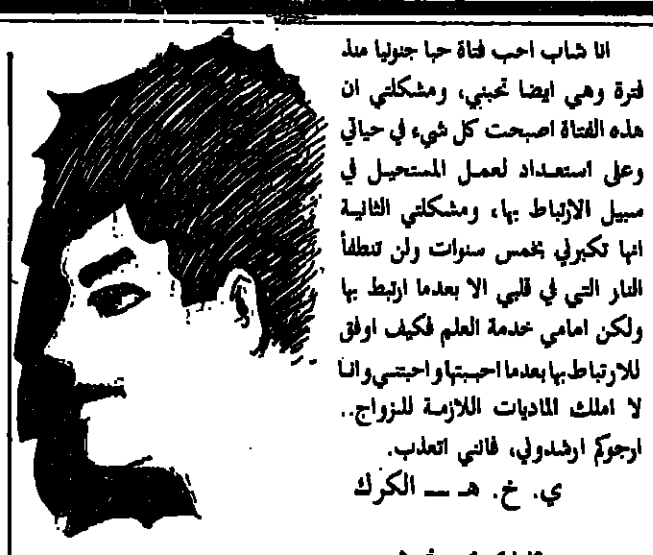 انا شاب احب فتاة حبا جنونيا منذ
فترة وهي ايضا تحبني، ومشكلتي ان
هذه الفتاة اصبحت كل شيء في حياتي
وعلى استعداد لعمل المستحيل في
سبيل الارتباط بها، ومشكلتي الثانية
انها تكبرني بخمس سنوات ولن تنطفأ
النار التي في قلبي الا بعدما ارتبط بها
ولكن امامي خدمة العلم فكيف اوفق
للارتباط بها بعدما احببتها واحبتني وانا
لا املك الماديات اللازمة للزواج..
ارجوكم ارشدوني، فانني اتعذب.
ي. خ. هـ — الكرك